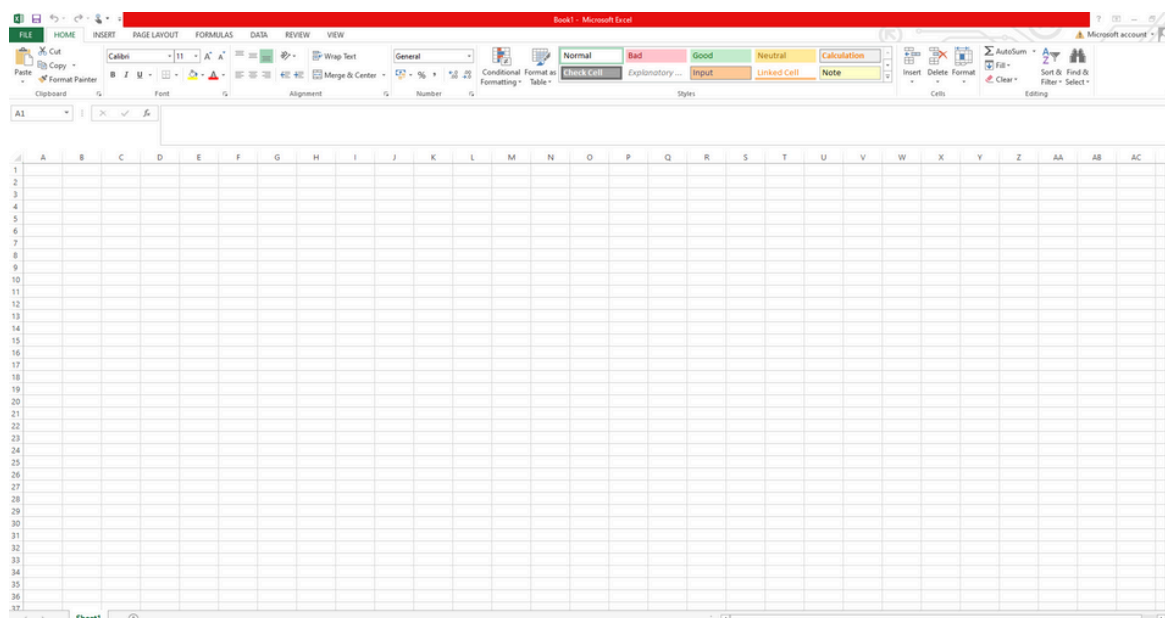 Book1 - Microsoft Excel
?
FILE HOME INSERT PAGE LAYOUT FORMULAS DATA REVIEW VIEW
Microsoft account
Paste
Cut
Copy
Format Painter
Clipboard
Calibri 11 A A
B I U A
Font
Wrap Text
Merge & Center
Alignment
General
% ,
Number
Conditional Formatting
Format as Table
Normal Bad Good Neutral Calculation
Check Cell Explanatory ... Input Linked Cell Note
Styles
Insert Delete Format
Cells
AutoSum
Fill
Clear
Sort & Filter
Find & Select
Editing
A1 fx
A B C D E F G H I J K L M N O P Q R S T U V W X Y Z AA AB AC
1
2
3
4
5
6
7
8
9
10
11
12
13
14
15
16
17
18
19
20
21
22
23
24
25
26
27
28
29
30
31
32
33
34
35
36
37
Sheet1